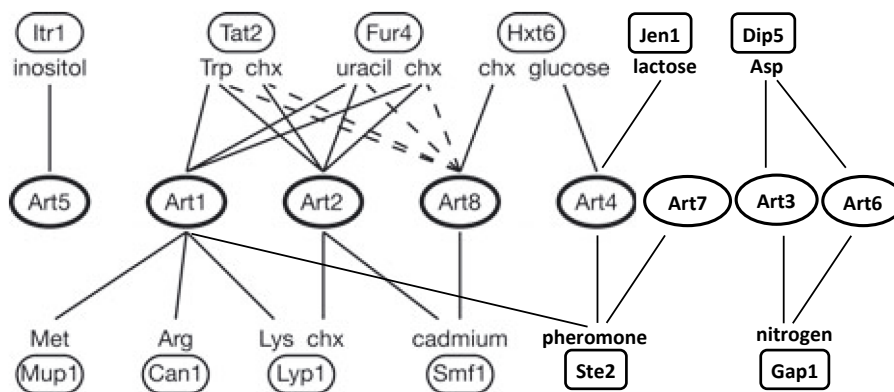 Itr1 Tat2 Fur4 Hxt6 Jen1 Dip5
inositol Trp chx uracil chx chx glucose lactose Asp
Art5 Art1 Art2 Art8 Art4 Art7 Art3 Art6
Met Arg Lys chx cadmium pheromone nitrogen
Mup1 Can1 Lyp1 Smf1 Ste2 Gap1